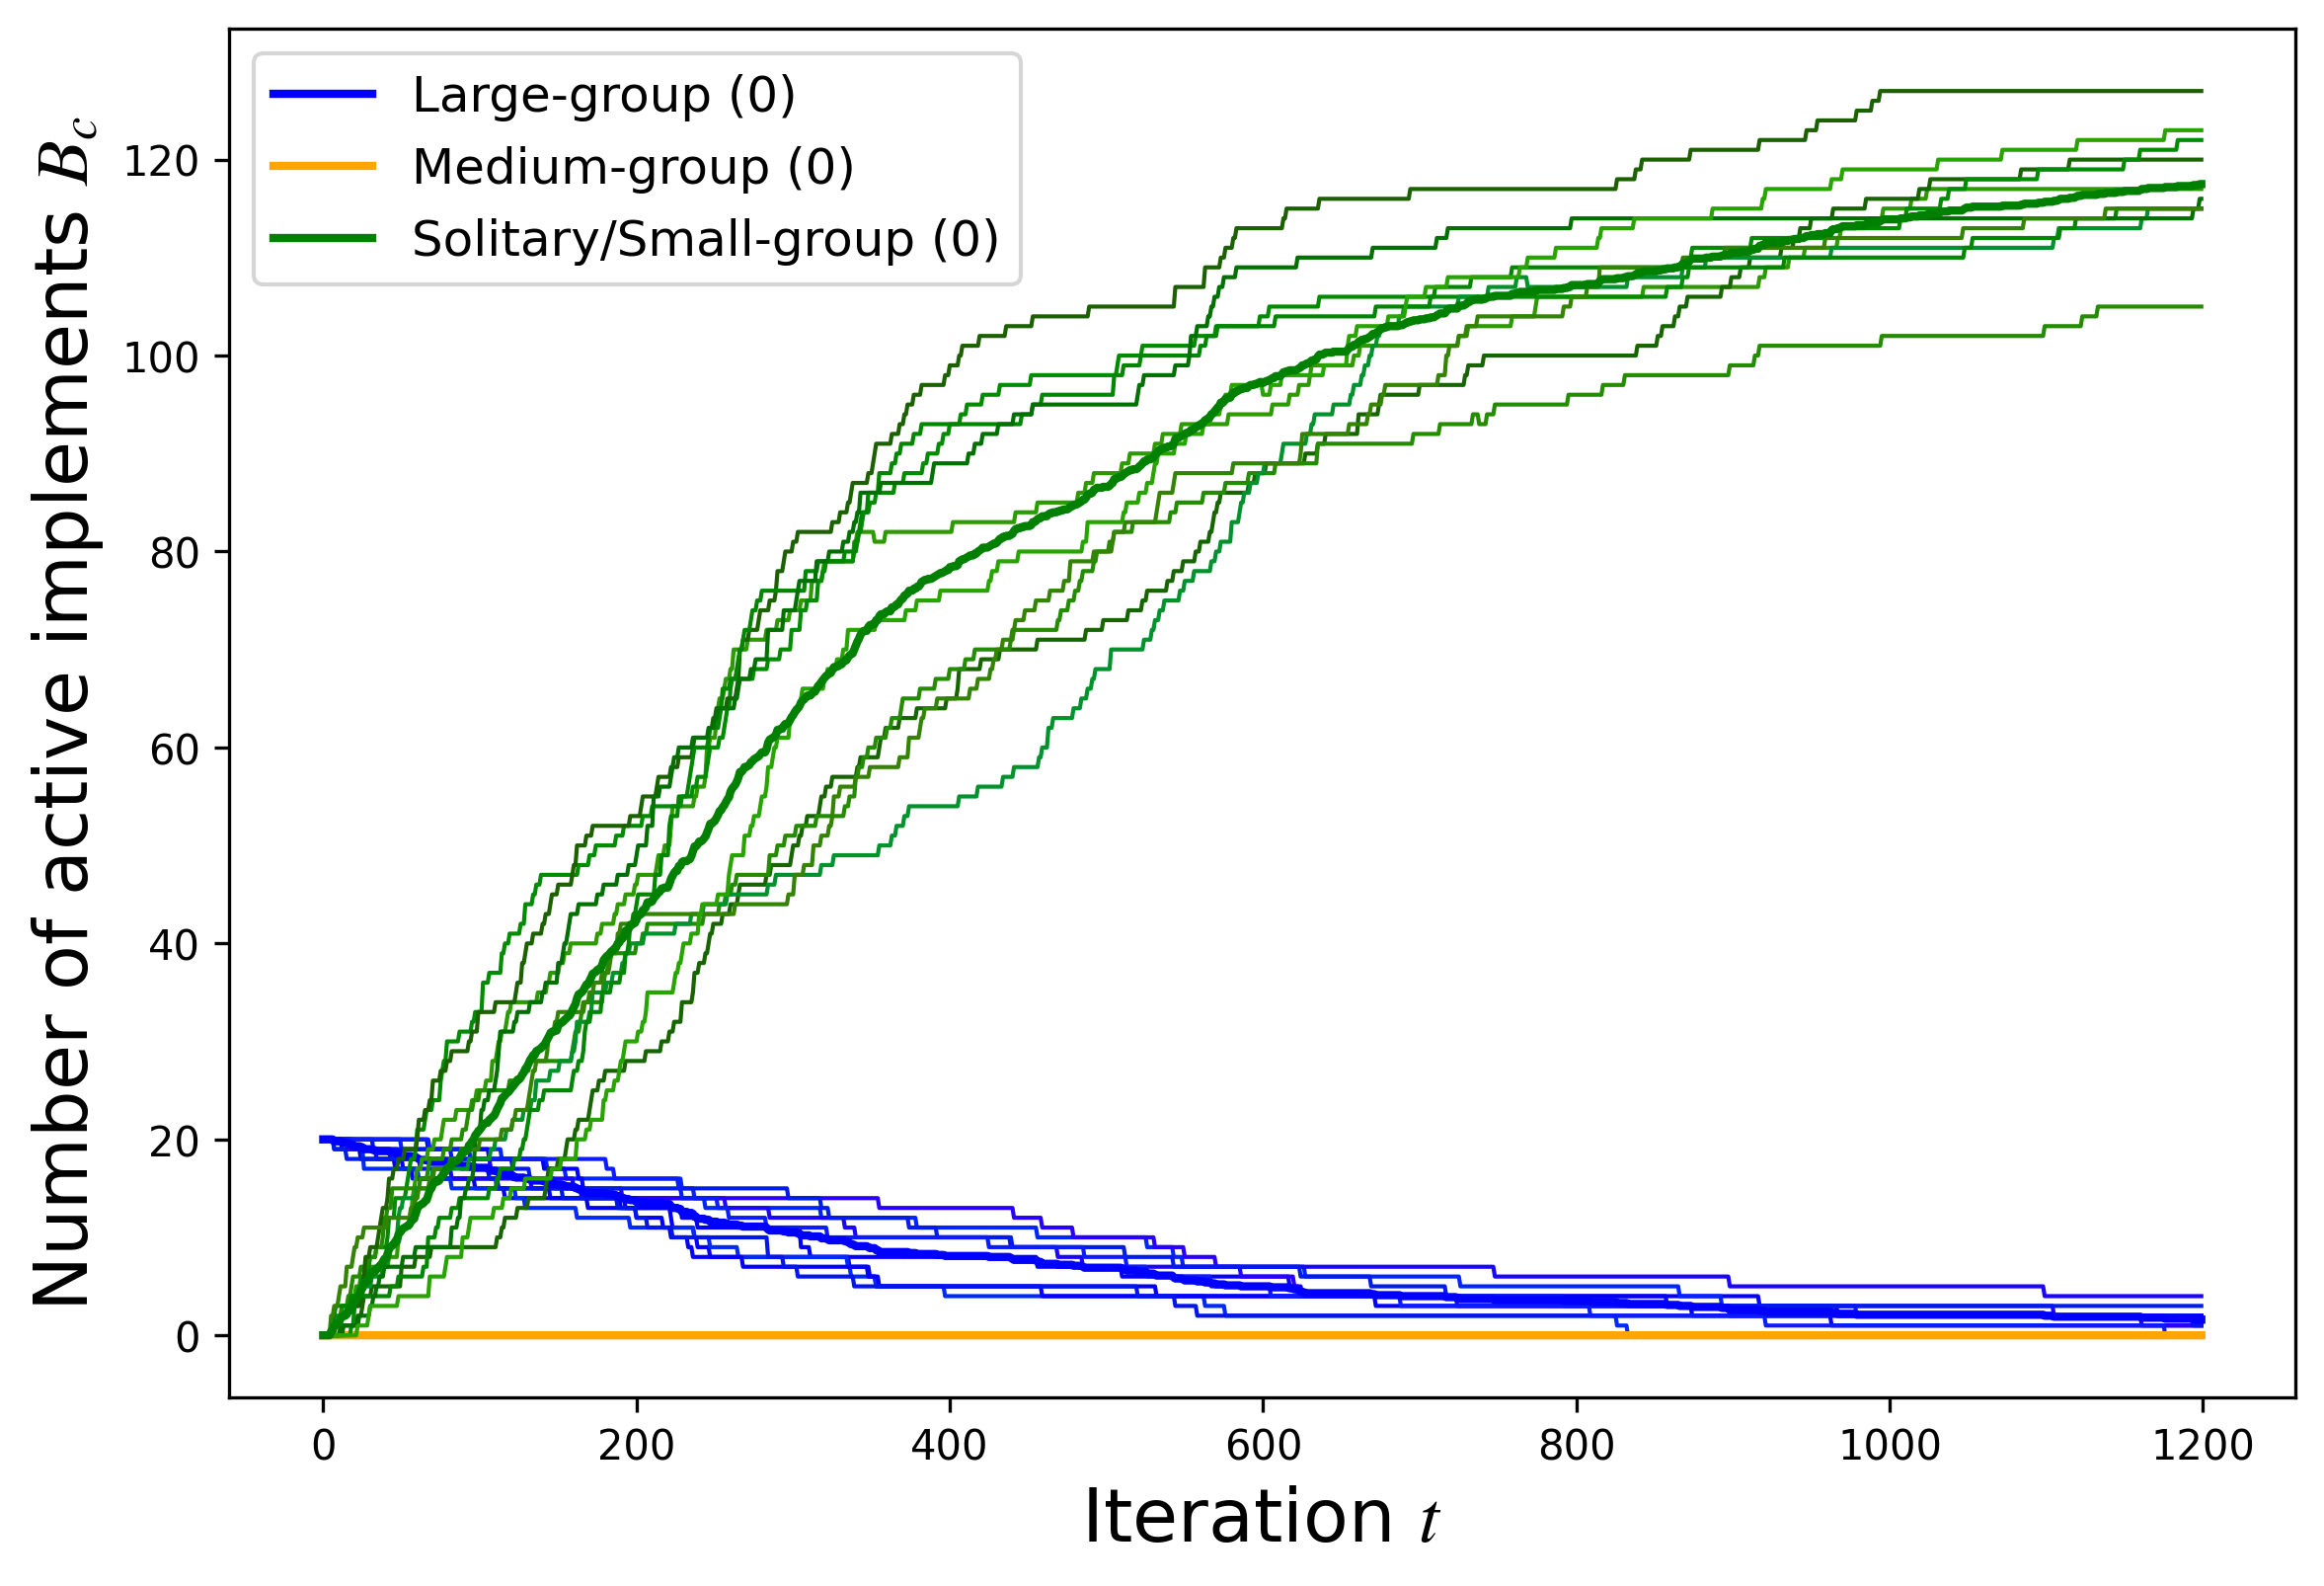 Large-group (0)
Medium-group (0)
Solitary/Small-group (0)
Number of active implements B_c
120
100
80
60
40
20
0
0 200 400 600 800 1000 1200
Iteration t